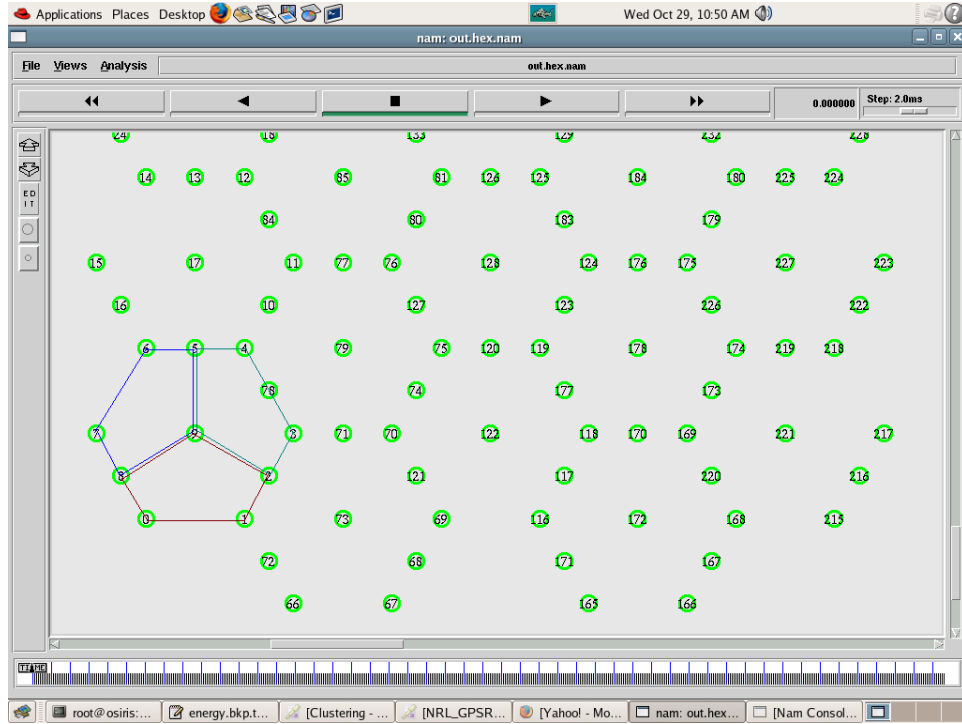 Applications Places Desktop Wed Oct 29, 10:50 AM
nam: out.hex.nam
File Views Analysis out.hex.nam
0.000000 Step: 2.0ms
ED
IT
24 18 133 129 232 228
14 13 12 85 81 126 125 184 180 225 224
84 80 183 179
15 17 11 77 76 128 124 176 175 227 223
16 10 127 123 226 222
6 5 4 79 75 120 119 178 174 219 218
78 74 177 173
7 9 3 71 70 122 118 170 169 221 217
8 2 121 117 220 216
0 1 73 69 116 172 168 215
72 68 171 167
66 67 165 166
TIME
root@osiris:... energy.bkp.t... [Clustering - ... [NRL_GPSR... [Yahoo! - Mo... nam: out.hex... [Nam Consol...